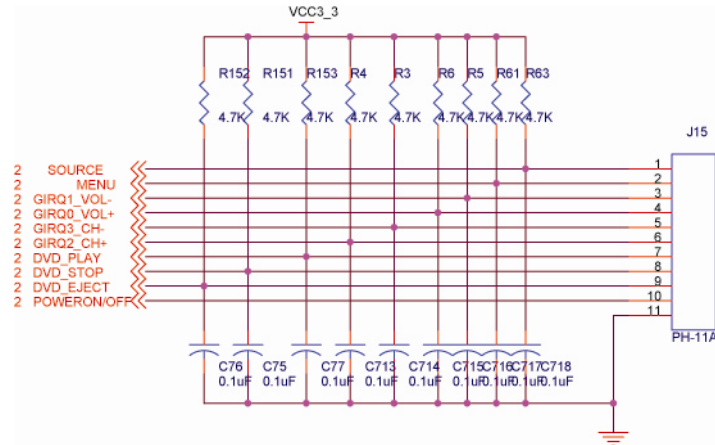 VCC3_3
R152 R151 R153 R4 R3 R6 R5 R61 R63
4.7K 4.7K 4.7K 4.7K 4.7K 4.7K 4.7K 4.7K 4.7K
J15
2 SOURCE 1
2 MENU 2
2 GIRQ1_VOL- 3
2 GIRQ0_VOL+ 4
2 GIRQ3_CH- 5
2 GIRQ2_CH+ 6
2 DVD_PLAY 7
2 DVD_STOP 8
2 DVD_EJECT 9
2 POWERON/OFF 10
11
PH-11A
C76 C75 C77 C713 C714 C715 C716 C717 C718
0.1uF 0.1uF 0.1uF 0.1uF 0.1uF 0.1uF 0.1uF 0.1uF 0.1uF